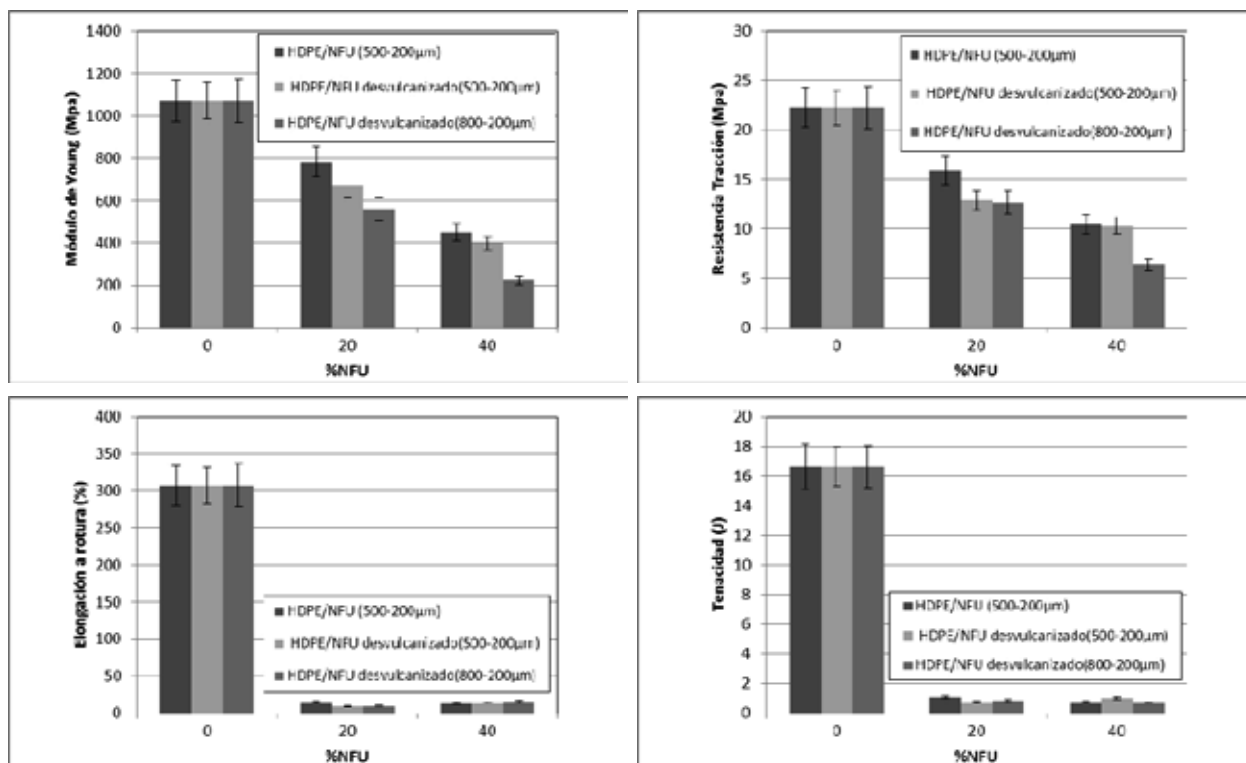 Módulo de Young (Mpa)
1400
1200
1000
800
600
400
200
0
HDPE/NFU (500-200µm)
HDPE/NFU desvulcanizado(500-200µm)
HDPE/NFU desvulcanizado(800-200µm)
0 20 40
%NFU
Resistencia Tracción (Mpa)
30
25
20
15
10
5
0
HDPE/NFU (500-200µm)
HDPE/NFU desvulcanizado(500-200µm)
HDPE/NFU desvulcanizado(800-200µm)
0 20 40
%NFU
Elongación a rotura (%)
400
350
300
250
200
150
100
50
0
HDPE/NFU (500-200µm)
HDPE/NFU desvulcanizado(500-200µm)
HDPE/NFU desvulcanizado(800-200µm)
0 20 40
%NFU
Tenacidad (J)
20
18
16
14
12
10
8
6
4
2
0
HDPE/NFU (500-200µm)
HDPE/NFU desvulcanizado(500-200µm)
HDPE/NFU desvulcanizado(800-200µm)
0 20 40
%NFU